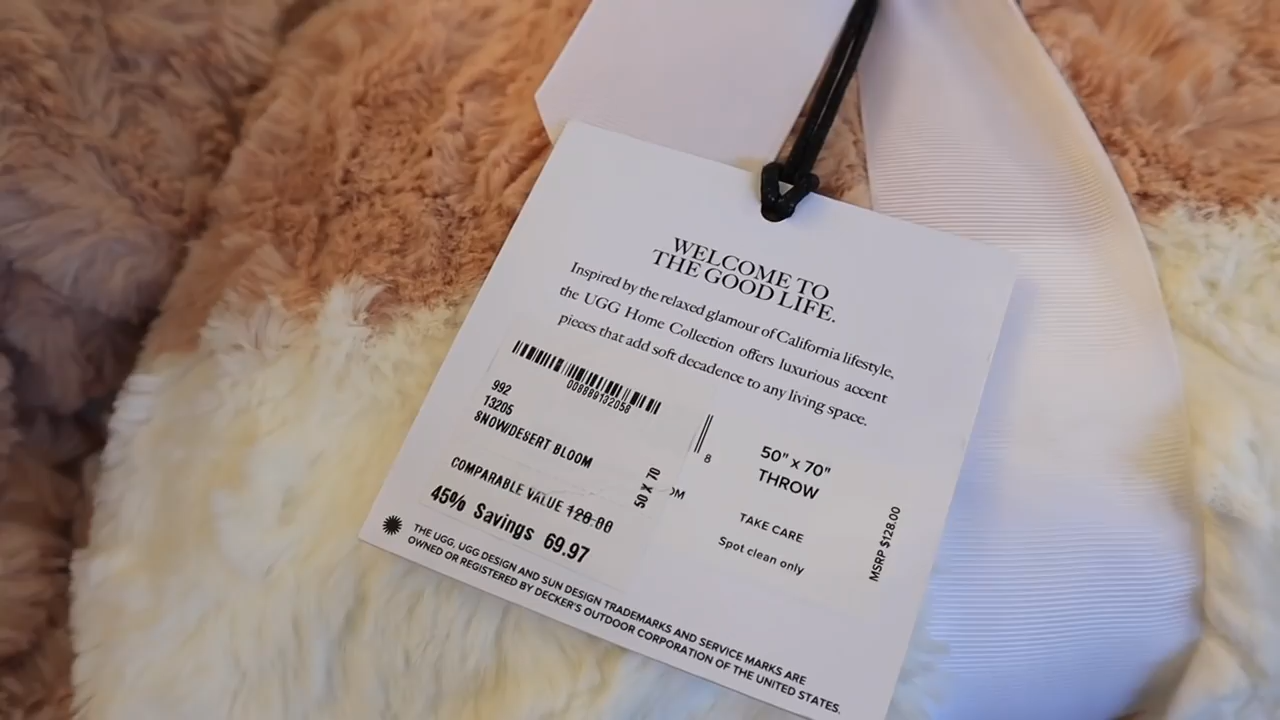 WELCOME TO
THE GOOD LIFE.
Inspired by the relaxed glamour of California lifestyle,
the UGG Home Collection offers luxurious accent
pieces that add soft decadence to any living space.
008889132058
992
13205
SNOW/DESERT BLOOM
50 X 70
COMPARABLE VALUE 128.00
45% Savings 69.97
8
OM
50" x 70"
THROW
TAKE CARE
Spot clean only
MSRP $128.00
THE UGG, UGG DESIGN AND SUN DESIGN TRADEMARKS AND SERVICE MARKS ARE
OWNED OR REGISTERED BY DECKER'S OUTDOOR CORPORATION OF THE UNITED STATES.